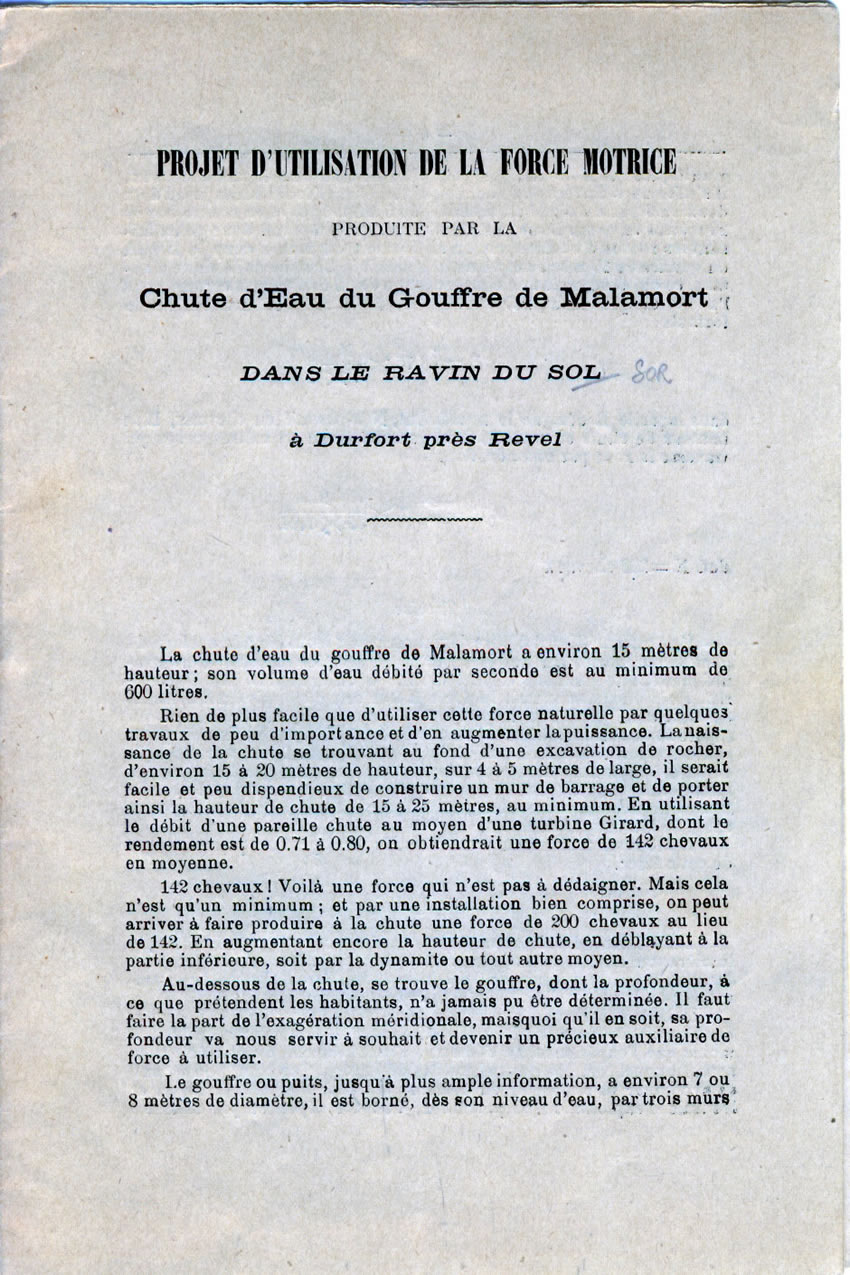 PROJET D'UTILISATION DE LA FORCE MOTRICE
PRODUITE PAR LA
Chute d'Eau du Gouffre de Malamort
DANS LE RAVIN DU SOL SOR
à Durfort près Revel
La chute d'eau du gouffre de Malamort a environ 15 mètres de
hauteur ; son volume d'eau débité par seconde est au minimum de
600 litres.
Rien de plus facile que d'utiliser cette force naturelle par quelques
travaux de peu d'importance et d'en augmenter la puissance. La nais-
sance de la chute se trouvant au fond d'une excavation de rocher,
d'environ 15 à 20 mètres de hauteur, sur 4 à 5 mètres de large, il serait
facile et peu dispendieux de construire un mur de barrage et de porter
ainsi la hauteur de chute de 15 à 25 mètres, au minimum. En utilisant
le débit d'une pareille chute au moyen d'une turbine Girard, dont le
rendement est de 0.71 à 0.80, on obtiendrait une force de 142 chevaux
en moyenne.
142 chevaux ! Voilà une force qui n'est pas à dédaigner. Mais cela
n'est qu'un minimum ; et par une installation bien comprise, on peut
arriver à faire produire à la chute une force de 200 chevaux au lieu
de 142. En augmentant encore la hauteur de chute, en déblayant à la
partie inférieure, soit par la dynamite ou tout autre moyen.
Au-dessous de la chute, se trouve le gouffre, dont la profondeur, à
ce que prétendent les habitants, n'a jamais pu être déterminée. Il faut
faire la part de l'exagération méridionale, maisquoi qu'il en soit, sa pro-
fondeur va nous servir à souhait et devenir un précieux auxiliaire de
force à utiliser.
Le gouffre ou puits, jusqu'à plus ample information, a environ 7 ou
8 mètres de diamètre, il est borné, dès son niveau d'eau, par trois murs